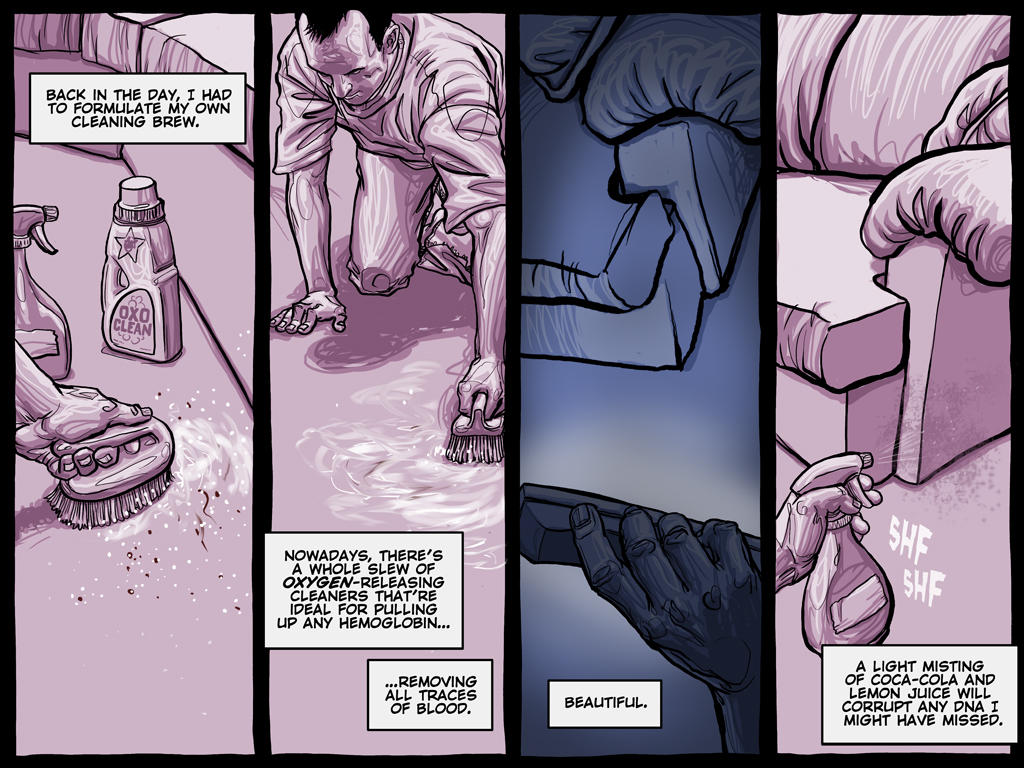 BACK IN THE DAY, I HAD
TO FORMULATE MY OWN
CLEANING BREW.
OXO
CLEAN
NOWADAYS, THERE'S
A WHOLE SLEW OF
OXYGEN-RELEASING
CLEANERS THAT'RE
IDEAL FOR PULLING
UP ANY HEMOGLOBIN...
...REMOVING
ALL TRACES
OF BLOOD.
BEAUTIFUL.
SHF
SHF
A LIGHT MISTING
OF COCA-COLA AND
LEMON JUICE WILL
CORRUPT ANY DNA I
MIGHT HAVE MISSED.